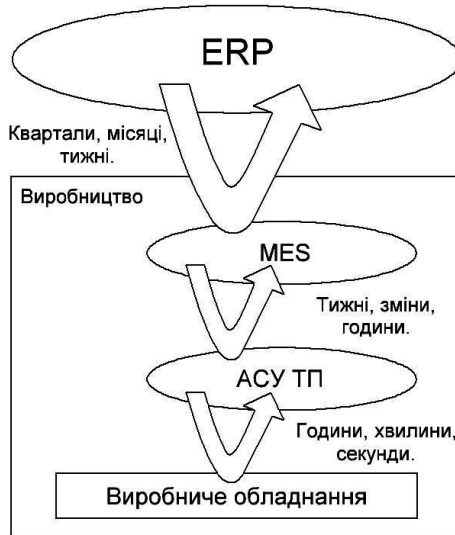 ERP
Квартали, місяці,
тижні.
Виробництво
MES
Тижні, зміни,
години.
АСУ ТП
Години, хвилини,
секунди.
Виробниче обладнання